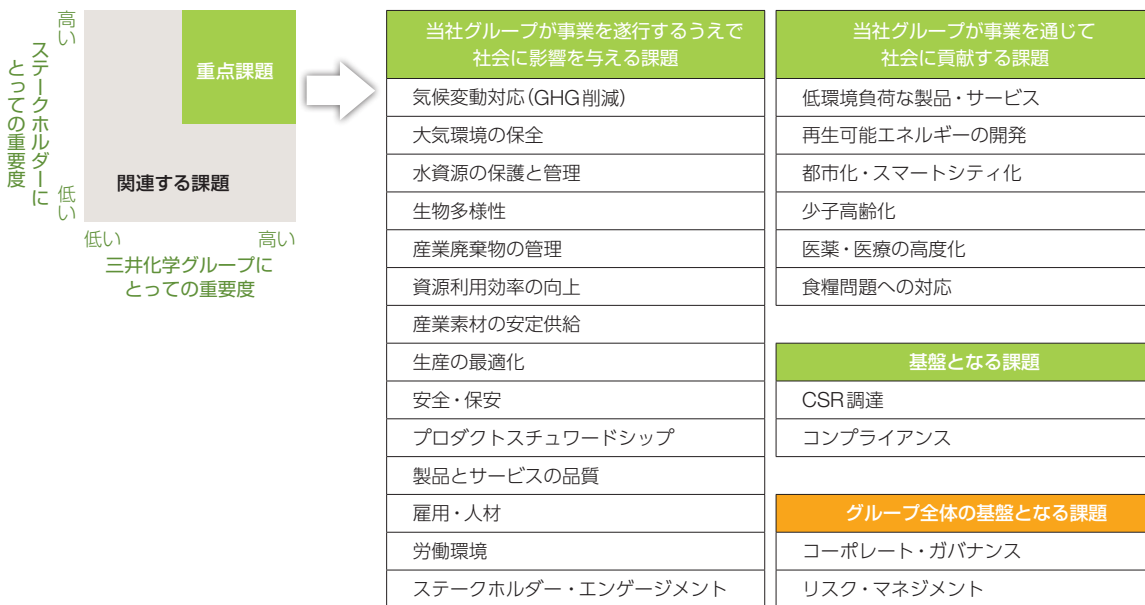 高い
ステークホルダーに
とっての重要度
低い
重点課題
関連する課題
低い
高い
三井化学グループに
とっての重要度
当社グループが事業を遂行するうえで
社会に影響を与える課題
気候変動対応（GHG削減）
大気環境の保全
水資源の保護と管理
生物多様性
産業廃棄物の管理
資源利用効率の向上
産業素材の安定供給
生産の最適化
安全・保安
プロダクトスチュワードシップ
製品とサービスの品質
雇用・人材
労働環境
ステークホルダー・エンゲージメント
当社グループが事業を通じて
社会に貢献する課題
低環境負荷な製品・サービス
再生可能エネルギーの開発
都市化・スマートシティ化
少子高齢化
医薬・医療の高度化
食糧問題への対応
基盤となる課題
CSR調達
コンプライアンス
グループ全体の基盤となる課題
コーポレート・ガバナンス
リスク・マネジメント